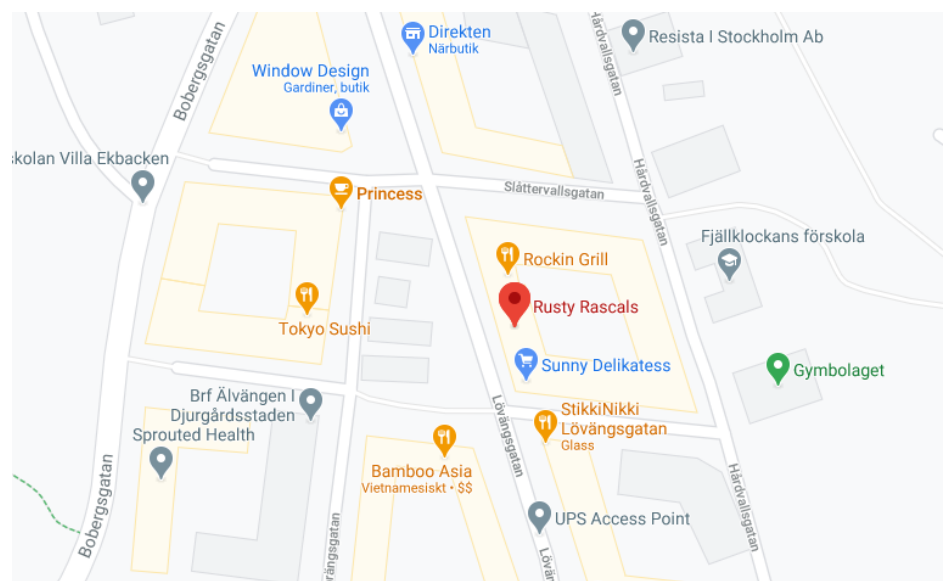 Hårdvallsgatan
Direkten
Närbutik
Resista I Stockholm Ab
Bobergsgatan
Window Design
Gardiner, butik
skolan Villa Ekbacken
Hårdvallsgatan
Slåttervallsgatan
Princess
Fjällklockans förskola
Rockin Grill
Rusty Rascals
Tokyo Sushi
Sunny Delikatess
Gymbolaget
Brf Älvängen I
Djurgårdsstaden
Sprouted Health
StikkiNikki
Lövängsgatan
Glass
Lövängsgatan
Bamboo Asia
Vietnamesiskt • $$
Hårdvallsgatan
Bobergsgatan
UPS Access Point
rängsgatan
Löv